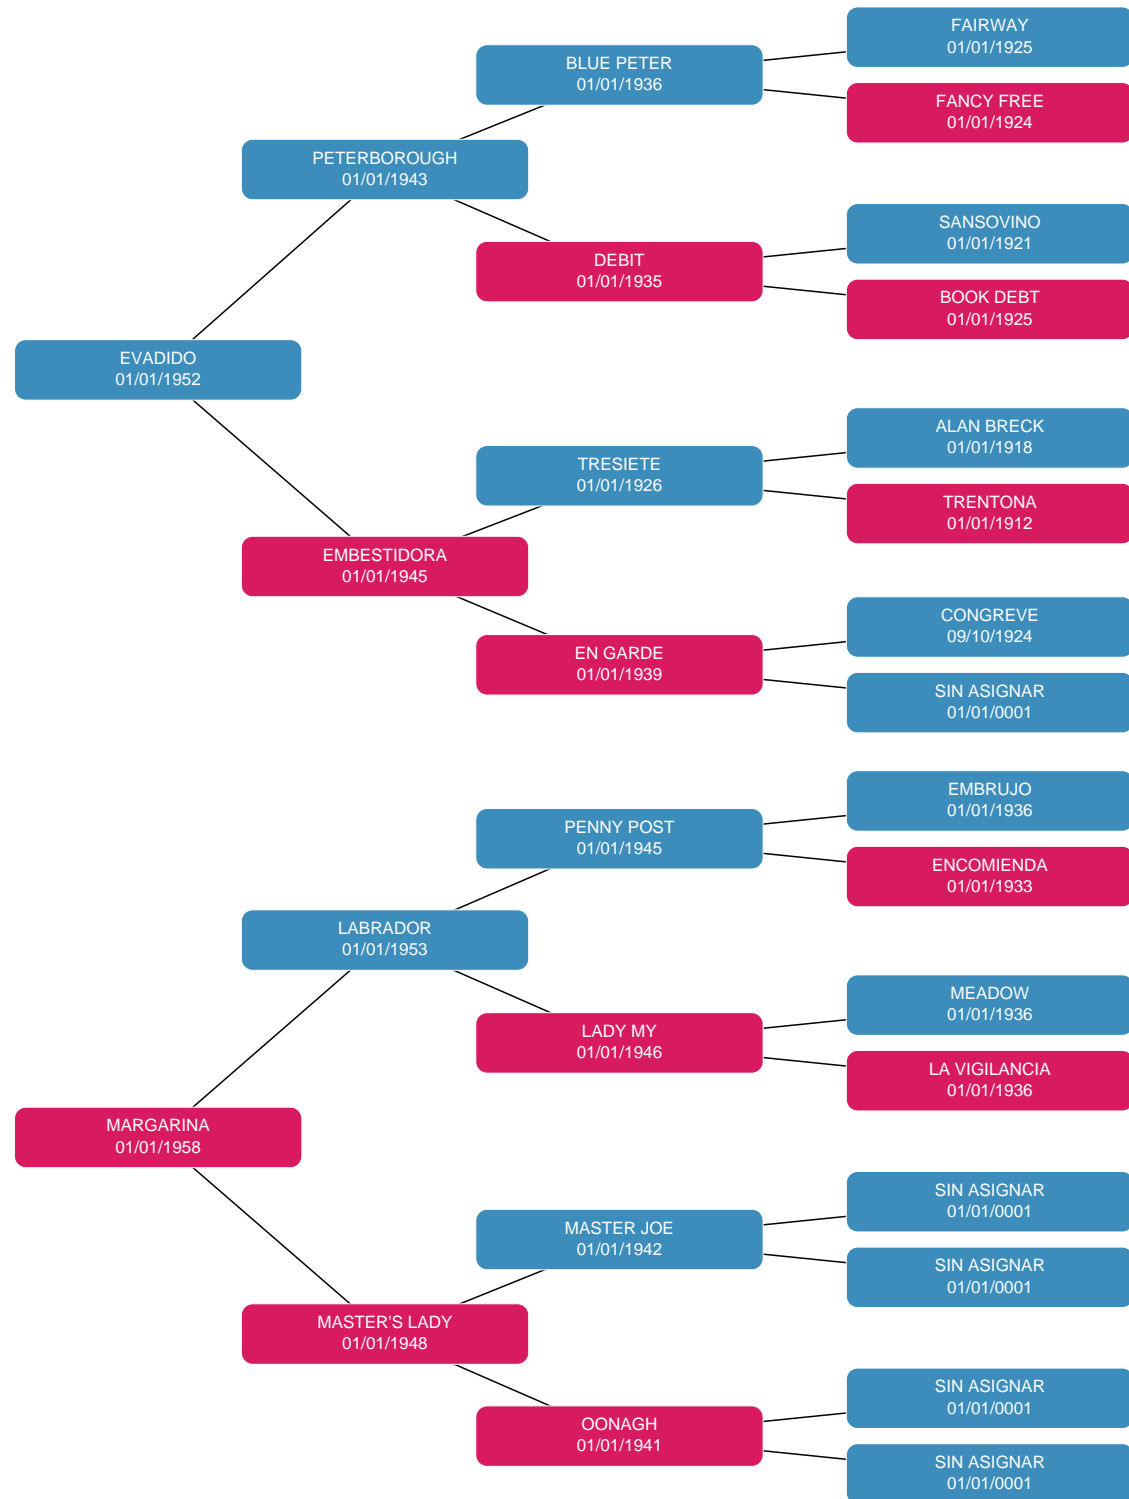 FAIRWAY
01/01/1925
BLUE PETER
01/01/1936
FANCY FREE
01/01/1924
PETERBOROUGH
01/01/1943
SANSOVINO
01/01/1921
DEBIT
01/01/1935
BOOK DEBT
01/01/1925
EVADIDO
01/01/1952
ALAN BRECK
01/01/1918
TRESIETE
01/01/1926
TRENTONA
01/01/1912
EMBESTIDORA
01/01/1945
CONGREVE
09/10/1924
EN GARDE
01/01/1939
SIN ASIGNAR
01/01/0001
EMBRUJO
01/01/1936
PENNY POST
01/01/1945
ENCOMIENDA
01/01/1933
LABRADOR
01/01/1953
MEADOW
01/01/1936
LADY MY
01/01/1946
LA VIGILANCIA
01/01/1936
MARGARINA
01/01/1958
SIN ASIGNAR
01/01/0001
MASTER JOE
01/01/1942
SIN ASIGNAR
01/01/0001
MASTER'S LADY
01/01/1948
SIN ASIGNAR
01/01/0001
OONAGH
01/01/1941
SIN ASIGNAR
01/01/0001